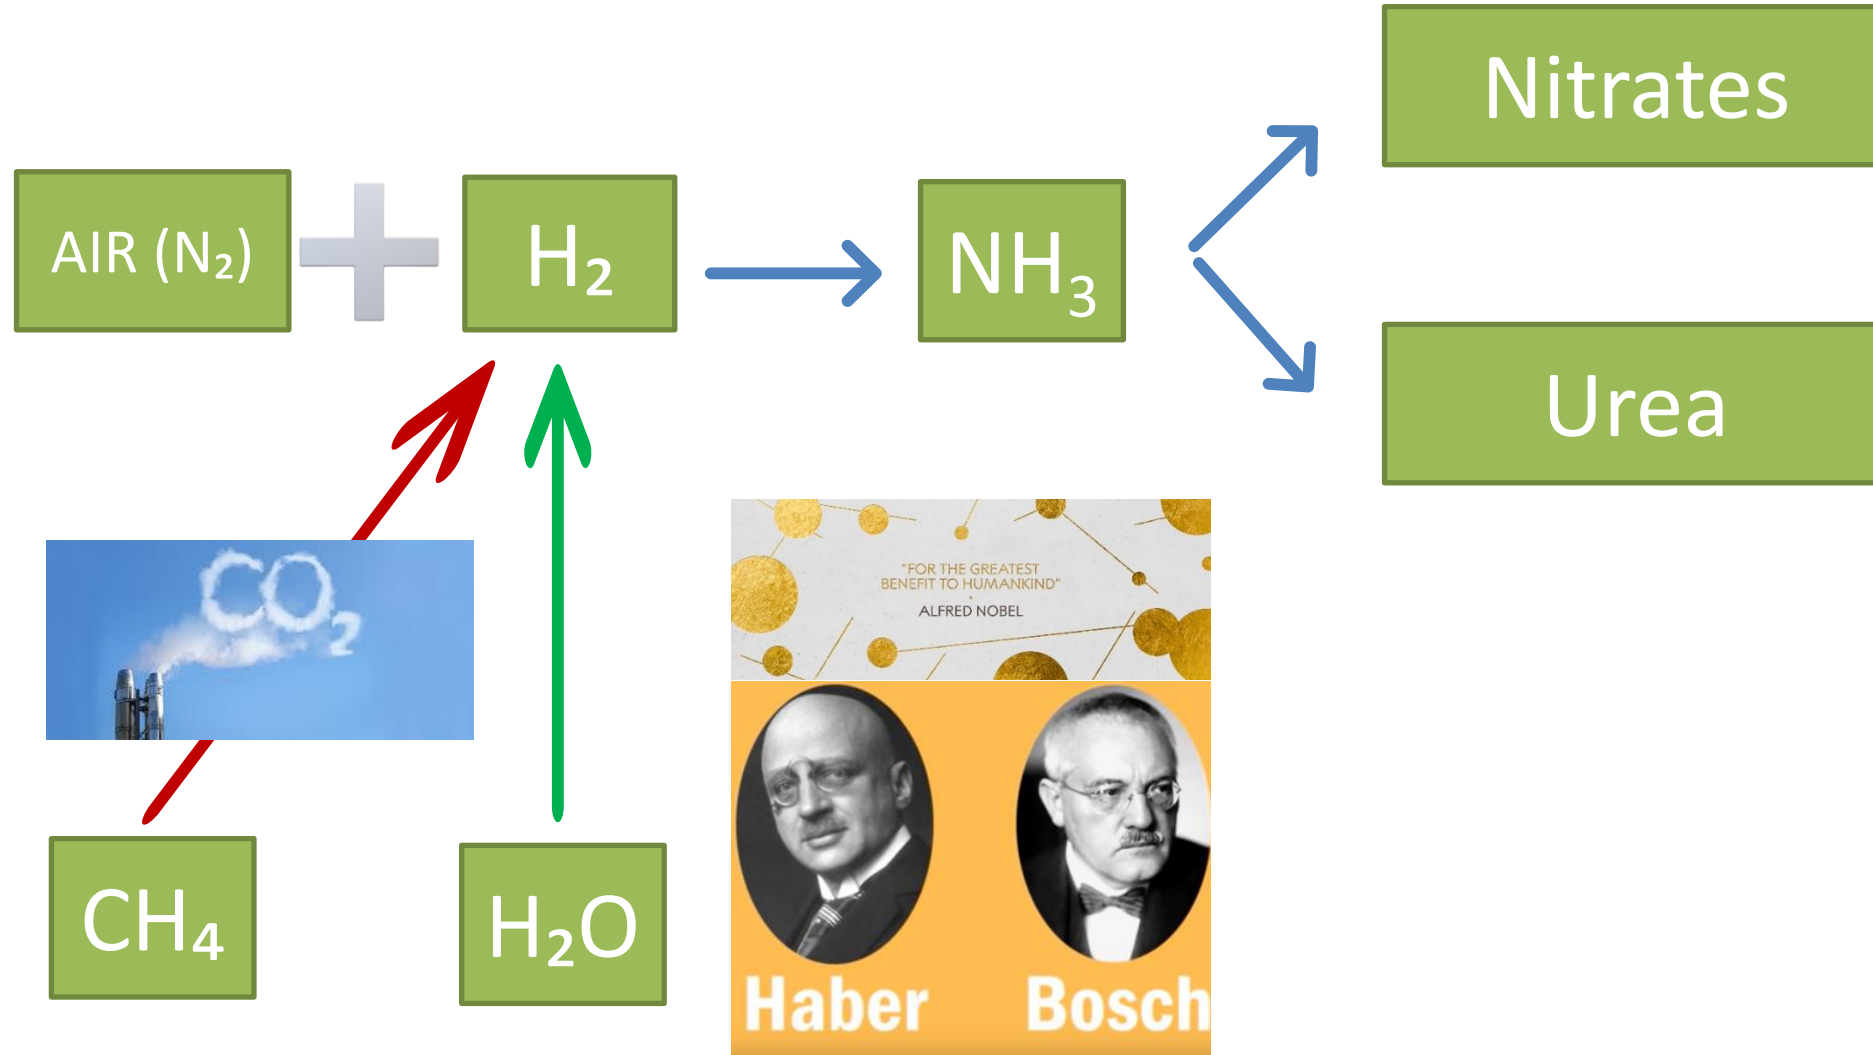 Nitrates
AIR (N₂)
H₂
NH₃
Urea
CO₂
"FOR THE GREATEST
BENEFIT TO HUMANKIND"
ALFRED NOBEL
CH₄
H₂O
Haber
Bosch